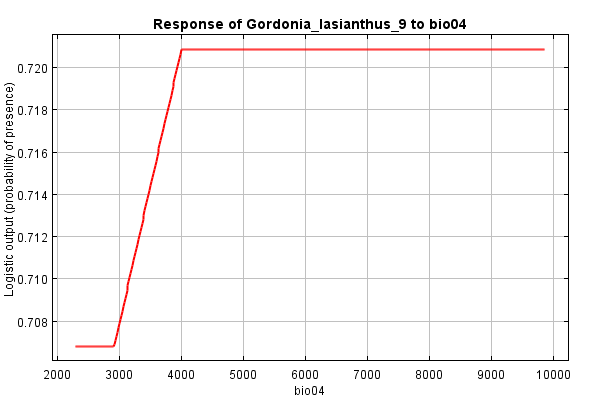 Response of Gordonia_lasianthus_9 to bio04
Logistic output (probability of presence)
0.720
0.718
0.716
0.714
0.712
0.710
0.708
2000 3000 4000 5000 6000 7000 8000 9000 10000
bio04